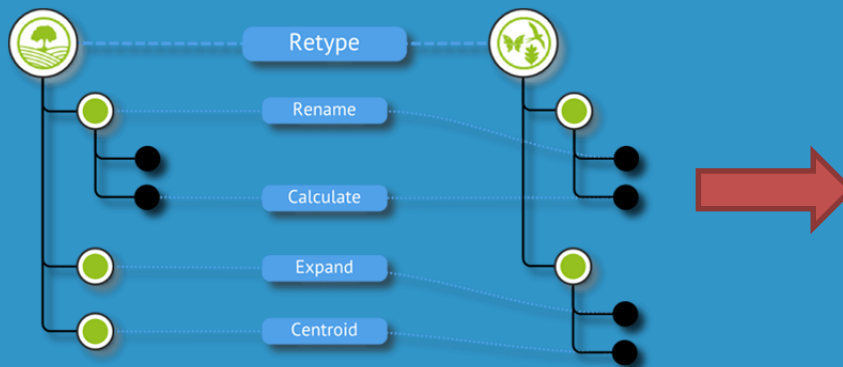 Retype
Rename
Calculate
Expand
Centroid